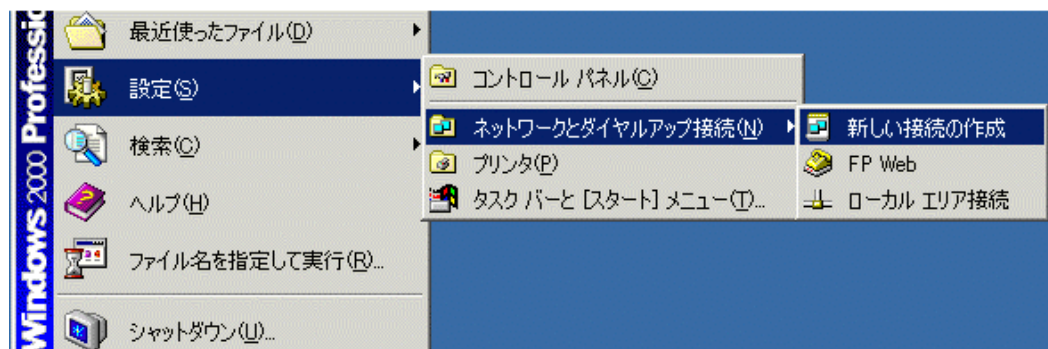 Windows 2000 Professio
最近使ったファイル(D)
設定(S)
検索(C)
ヘルプ(H)
ファイル名を指定して実行(R)...
シャットダウン(U)...
コントロール パネル(C)
ネットワークとダイヤルアップ接続(N)
プリンタ(P)
タスク バーと [スタート] メニュー(T)...
新しい接続の作成
FP Web
ローカル エリア接続